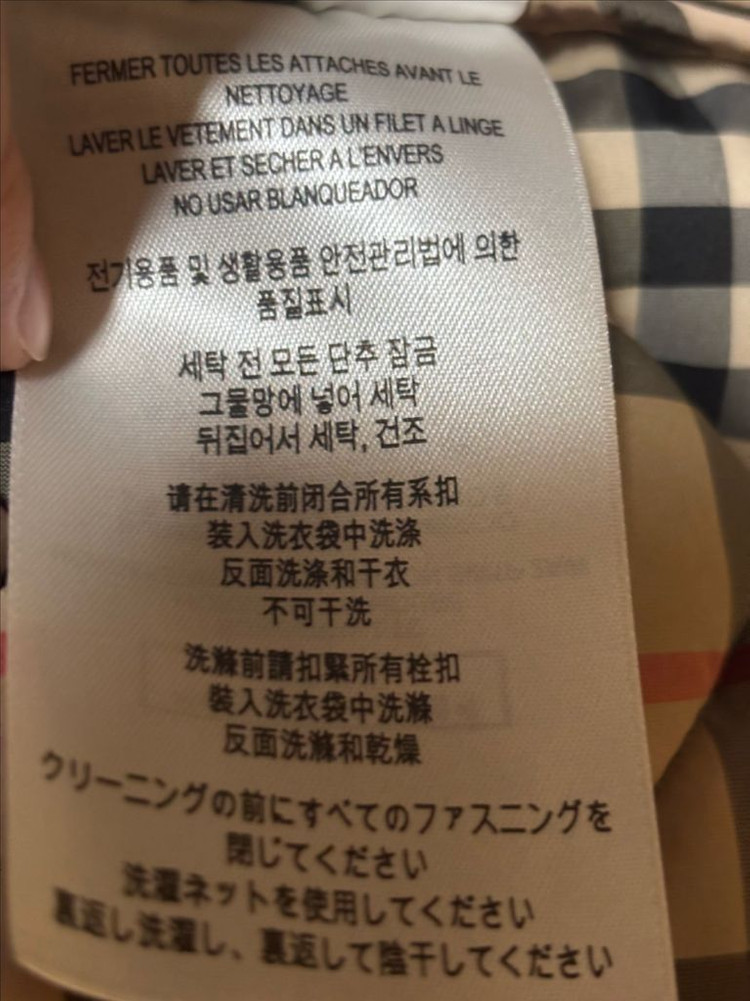 FERMER TOUTES LES ATTACHES AVANT LE
NETTOYAGE
LAVER LE VETEMENT DANS UN FILET A LINGE
LAVER ET SECHER A L'ENVERS
NO USAR BLANQUEADOR
전기용품 및 생활용품 안전관리법에 의한
품질표시
세탁 전 모든 단추 잠금
그물망에 넣어 세탁
뒤집어서 세탁, 건조
请在清洗前闭合所有系扣
装入洗衣袋中洗涤
反面洗涤和干衣
不可干洗
洗滌前請扣緊所有栓扣
裝入洗衣袋中洗滌
反面洗滌和乾燥
クリーニングの前にすべてのファスニングを
閉じてください
洗濯ネットを使用してください
裏返し洗濯し、裏返して陰干してください